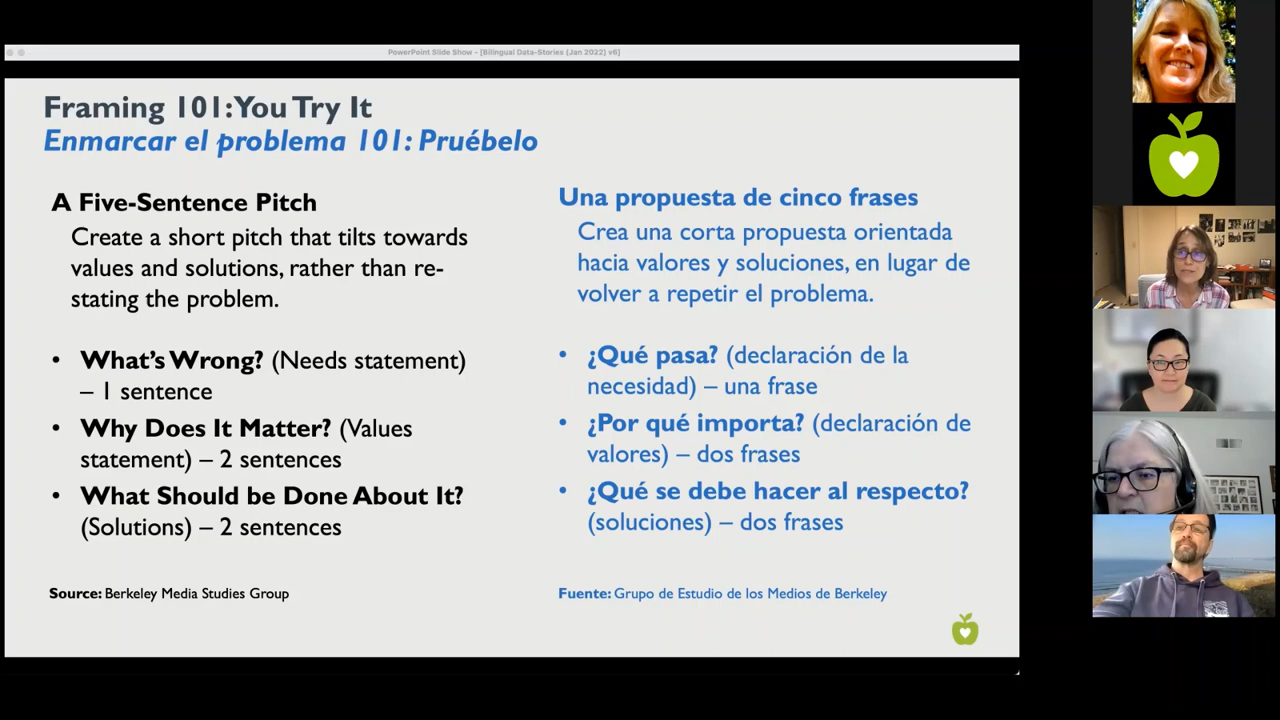 PowerPoint Slide Show - [Bilingual Data-Stories (Jan 2022) v6]
Framing 101: You Try It
Enmarcar el problema 101: Pruébelo
A Five-Sentence Pitch
Create a short pitch that tilts towards
values and solutions, rather than re-
stating the problem.
• What's Wrong? (Needs statement)
– 1 sentence
• Why Does It Matter? (Values
statement) – 2 sentences
• What Should be Done About It?
(Solutions) – 2 sentences
Source: Berkeley Media Studies Group
Una propuesta de cinco frases
Crea una corta propuesta orientada
hacia valores y soluciones, en lugar de
volver a repetir el problema.
• ¿Qué pasa? (declaración de la
necesidad) – una frase
• ¿Por qué importa? (declaración de
valores) – dos frases
• ¿Qué se debe hacer al respecto?
(soluciones) – dos frases
Fuente: Grupo de Estudio de los Medios de Berkeley